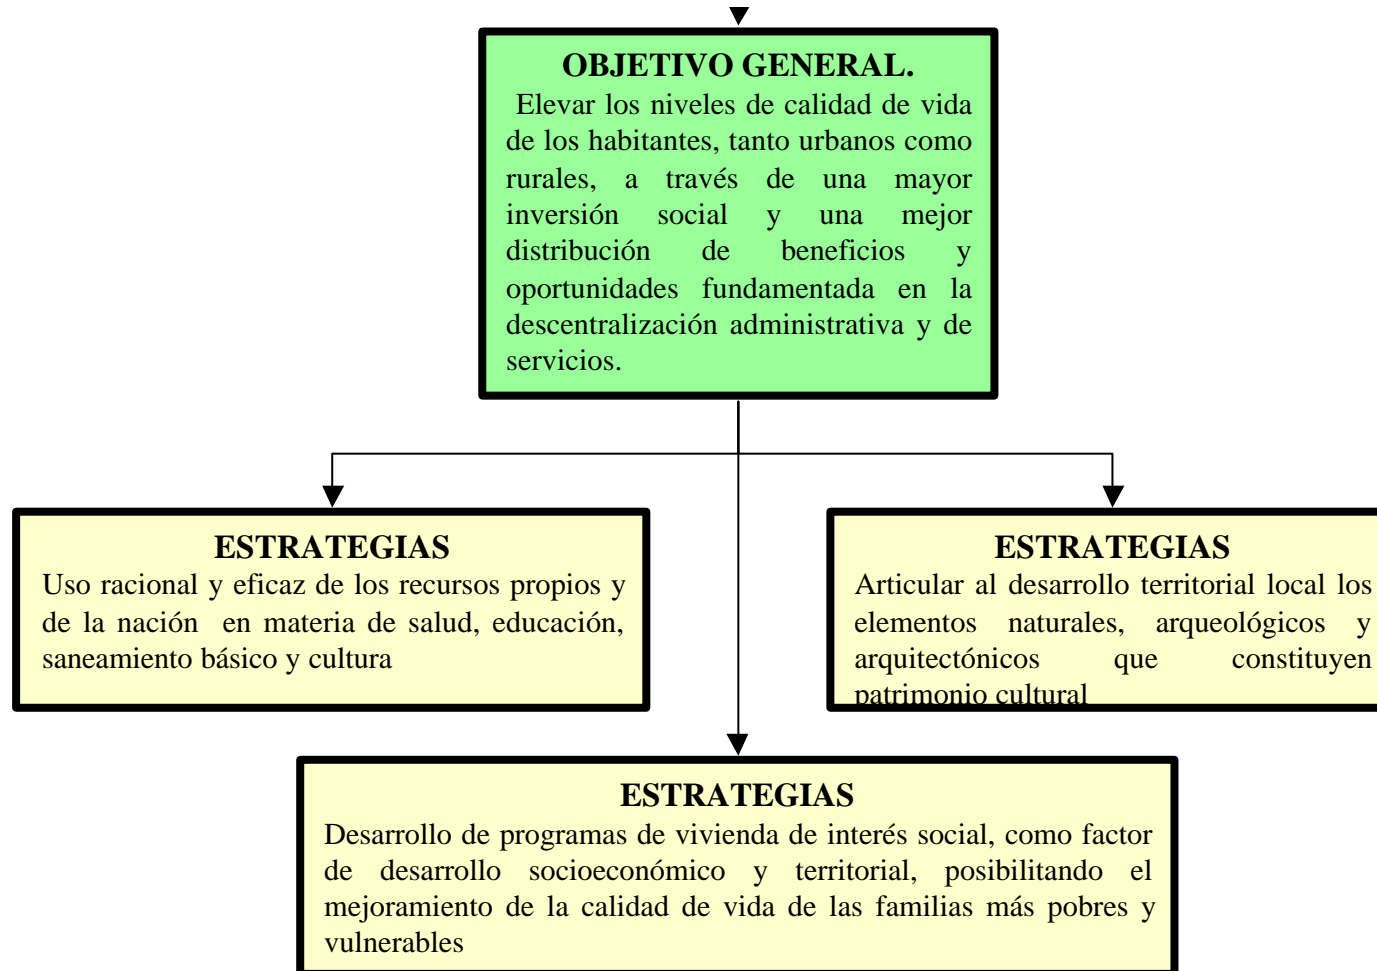 OBJETIVO GENERAL.
Elevar los niveles de calidad de vida
de los habitantes, tanto urbanos como
rurales, a través de una mayor
inversión social y una mejor
distribución de beneficios y
oportunidades fundamentada en la
descentralización administrativa y de
servicios.
ESTRATEGIAS
Uso racional y eficaz de los recursos propios y
de la nación en materia de salud, educación,
saneamiento básico y cultura
ESTRATEGIAS
Articular al desarrollo territorial local los
elementos naturales, arqueológicos y
arquitectónicos que constituyen
patrimonio cultural
ESTRATEGIAS
Desarrollo de programas de vivienda de interés social, como factor
de desarrollo socioeconómico y territorial, posibilitando el
mejoramiento de la calidad de vida de las familias más pobres y
vulnerables